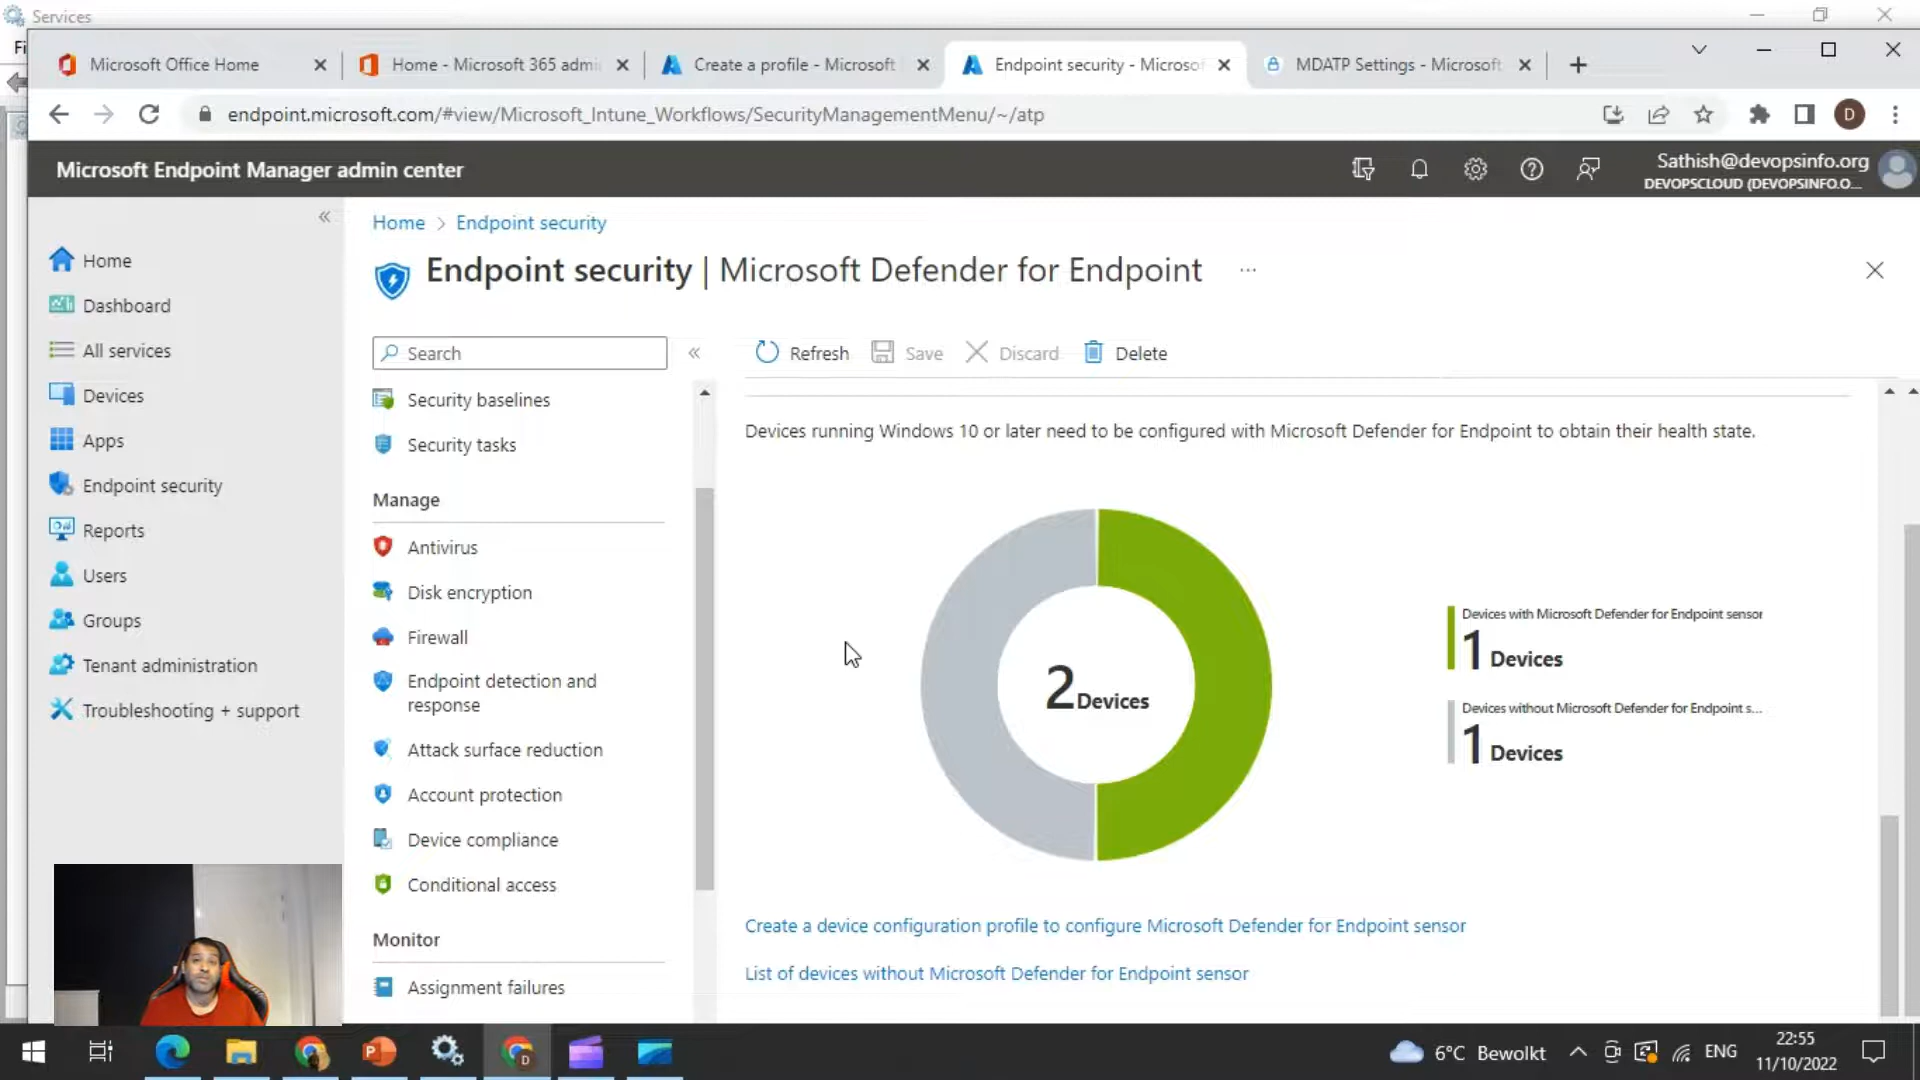 Services
Fi
Microsoft Office Home
Home - Microsoft 365 admi
Create a profile - Microsoft
Endpoint security - Microsof
MDATP Settings - Microsoft
endpoint.microsoft.com/#view/Microsoft_Intune_Workflows/SecurityManagementMenu/~/atp
D
Microsoft Endpoint Manager admin center
Sathish@devopsinfo.org
DEVOPSCLOUD (DEVOPSINFO.O...
Home
Dashboard
All services
Devices
Apps
Endpoint security
Reports
Users
Groups
Tenant administration
Troubleshooting + support
Home > Endpoint security
Endpoint security | Microsoft Defender for Endpoint ...
Search
Security baselines
Security tasks
Manage
Antivirus
Disk encryption
Firewall
Endpoint detection and
response
Attack surface reduction
Account protection
Device compliance
Conditional access
Monitor
Assignment failures
Refresh
Save
Discard
Delete
Devices running Windows 10 or later need to be configured with Microsoft Defender for Endpoint to obtain their health state.
2 Devices
Devices with Microsoft Defender for Endpoint sensor
1 Devices
Devices without Microsoft Defender for Endpoint s...
1 Devices
Create a device configuration profile to configure Microsoft Defender for Endpoint sensor
List of devices without Microsoft Defender for Endpoint sensor
6°C Bewolkt
ENG
22:55
11/10/2022